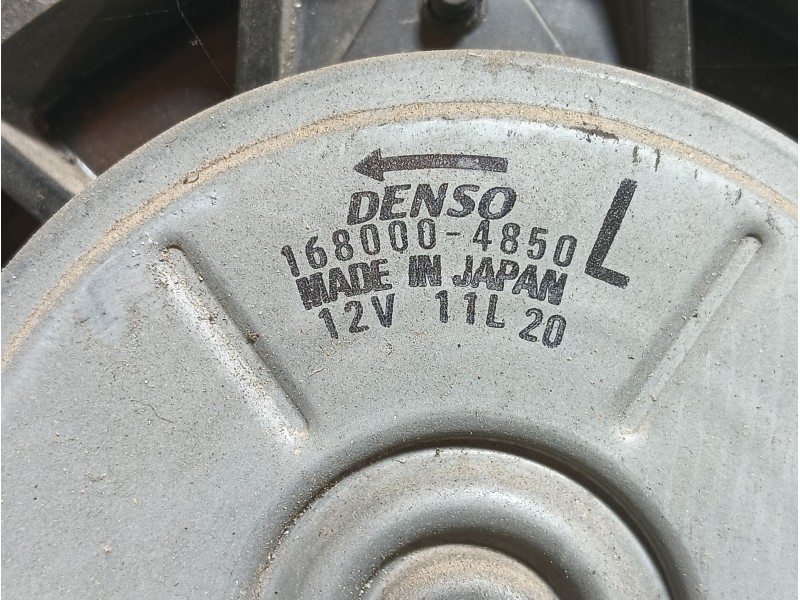 DENSO
168000-4850 L
MADE IN JAPAN
12V 11L 20